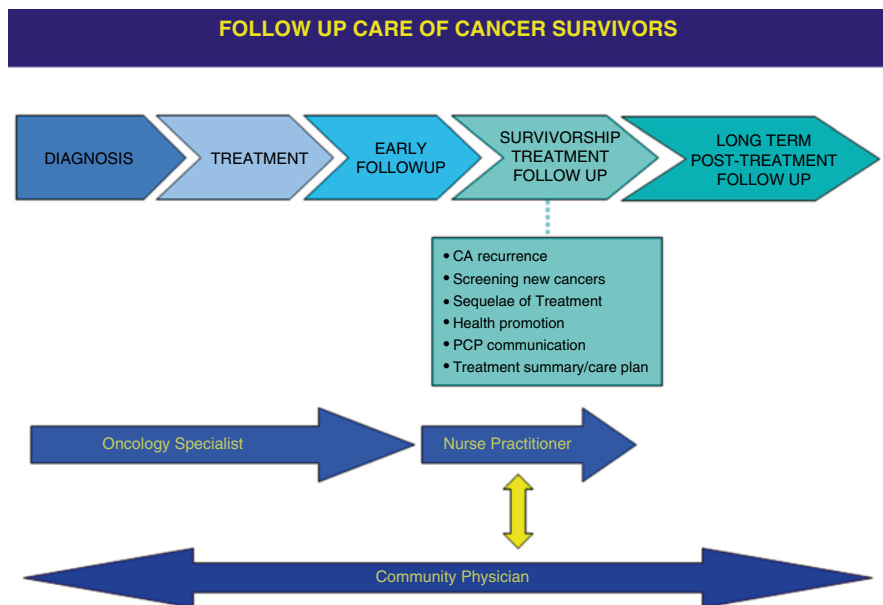 FOLLOW UP CARE OF CANCER SURVIVORS
DIAGNOSIS
TREATMENT
EARLY
FOLLOWUP
SURVIVORSHIP
TREATMENT
FOLLOW UP
LONG TERM
POST-TREATMENT
FOLLOW UP
• CA recurrence
• Screening new cancers
• Sequelae of Treatment
• Health promotion
• PCP communication
• Treatment summary/care plan
Oncology Specialist
Nurse Practitioner
Community Physician